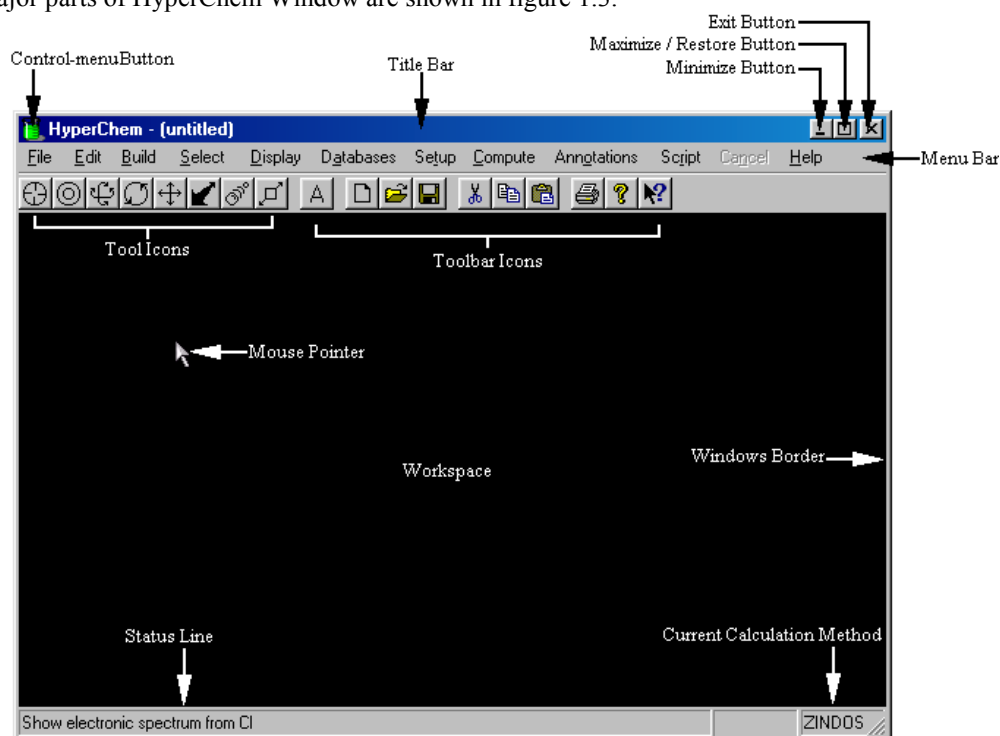 ajor parts of HyperChem Window are shown in figure 1.3.
Exit Button
Maximize / Restore Button
Control-menuButton
Title Bar
Minimize Button
HyperChem - (untitled)
File Edit Build Select Display Databases Setup Compute Annotations Script Cancel Help
Menu Bar
A
Tool Icons
Toolbar Icons
Mouse Pointer
Windows Border
Workspace
Status Line
Current Calculation Method
Show electronic spectrum from CI
ZINDOS